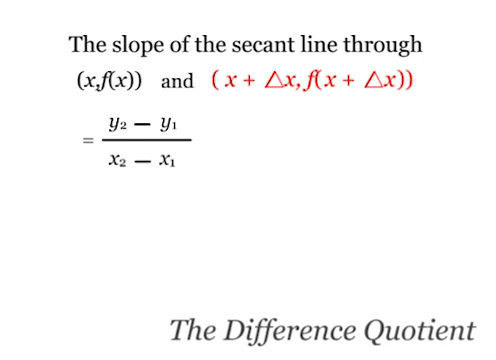 The slope of the secant line through
(x,f(x)) and (x + △x, f(x + △x))
= y₂ − y₁ / x₂ − x₁
The Difference Quotient